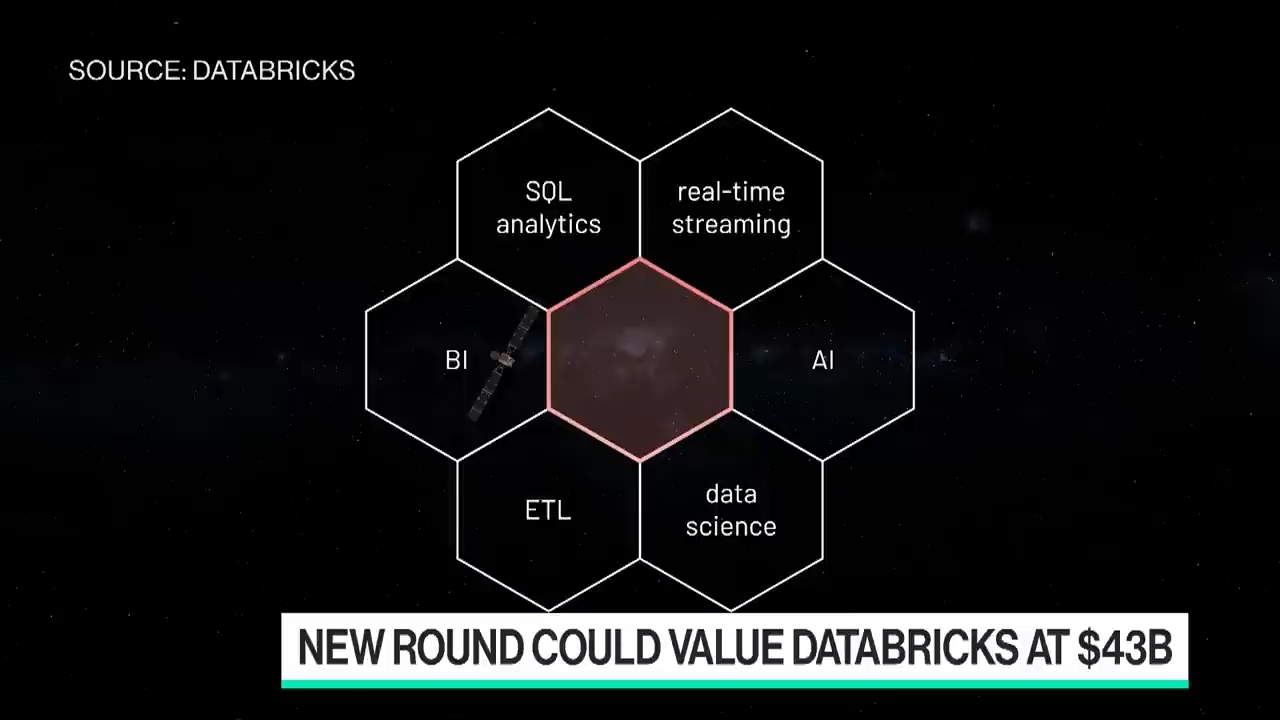 SOURCE: DATABRICKS
SQL
analytics
real-time
streaming
BI
AI
ETL
data
science
NEW ROUND COULD VALUE DATABRICKS AT $43B